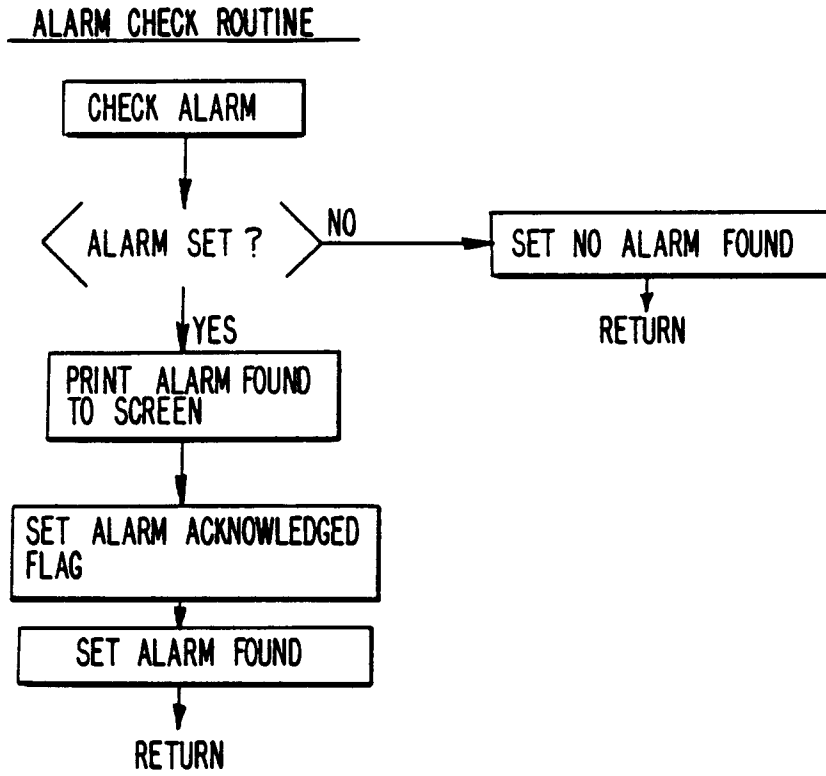 ALARM CHECK ROUTINE
CHECK ALARM
ALARM SET ?
NO
SET NO ALARM FOUND
RETURN
YES
PRINT ALARM FOUND
TO SCREEN
SET ALARM ACKNOWLEDGED
FLAG
SET ALARM FOUND
RETURN